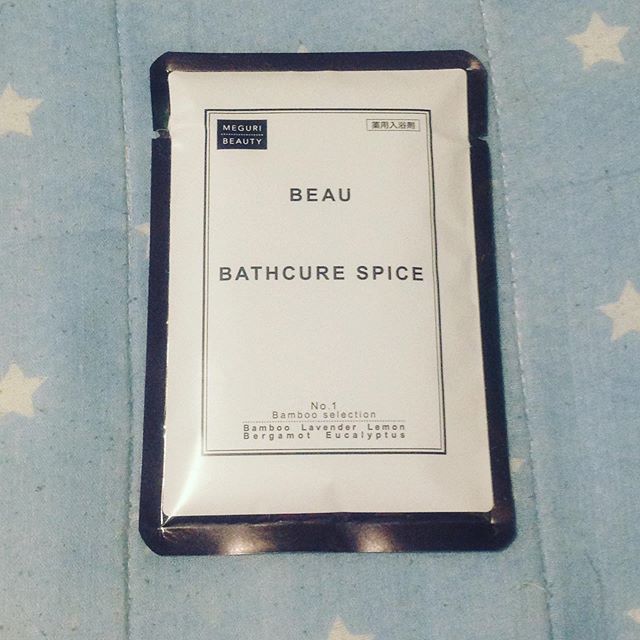 MEGURI
BEAUTY
薬用入浴剤
BEAU
BATHCURE SPICE
No.1
Bamboo selection
Bamboo Lavender Lemon
Bergamot Eucalyptus